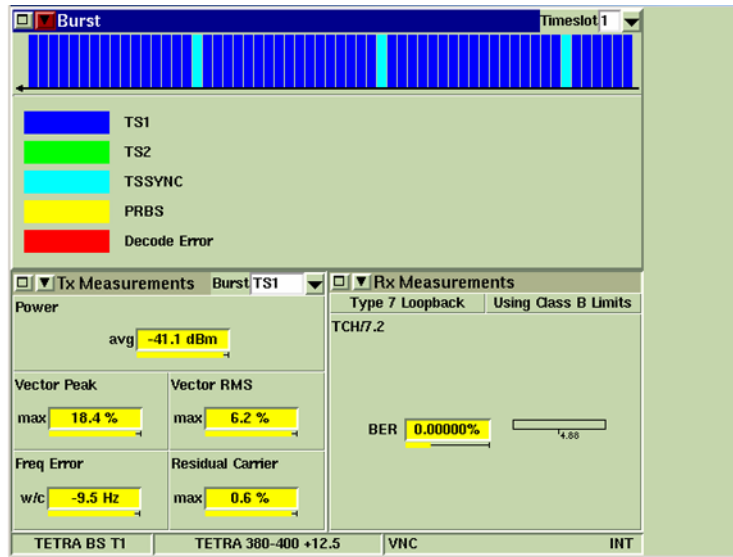 Burst
Timeslot 1
TS1
TS2
TSSYNC
PRBS
Decode Error
Tx Measurements Burst TS1
Power
avg -41.1 dBm
Vector Peak
max 18.4 %
Vector RMS
max 6.2 %
Freq Error
w/c -9.5 Hz
Residual Carrier
max 0.6 %
Rx Measurements
Type 7 Loopback Using Class B Limits
TCH/7.2
BER 0.00000%
4.88
TETRA BS T1 TETRA 380-400 +12.5 VNC INT